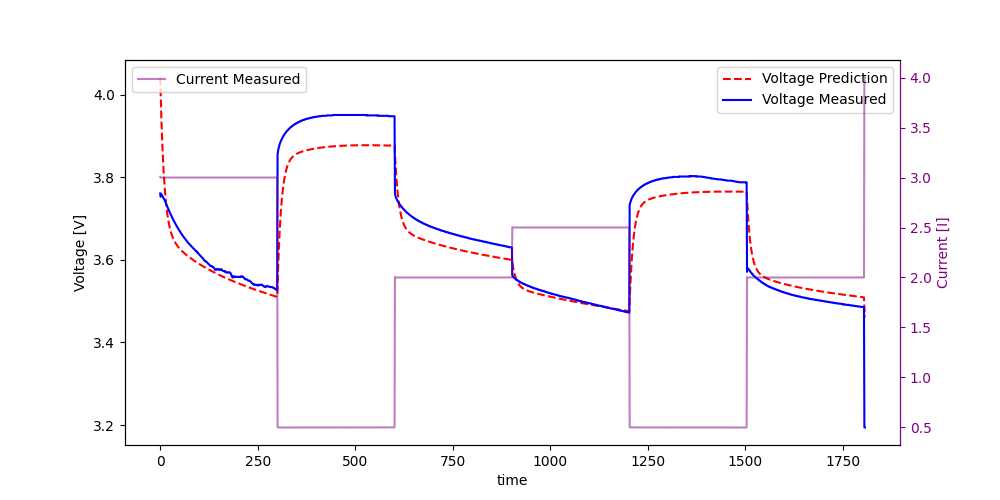 Current Measured
Voltage Prediction
Voltage Measured
Voltage [V]
4.0
3.8
3.6
3.4
3.2
4.0
3.5
3.0
2.5
2.0
1.5
1.0
0.5
Current [I]
0 250 500 750 1000 1250 1500 1750
time